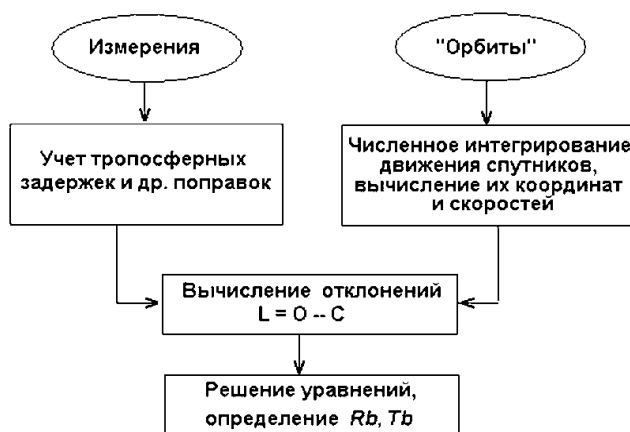 Измерения
"Орбиты"
Учет тропосферных
задержек и др. поправок
Численное интегрирование
движения спутников,
вычисление их координат
и скоростей
Вычисление отклонений
L = O -- C
Решение уравнений,
определение Rb, Tb